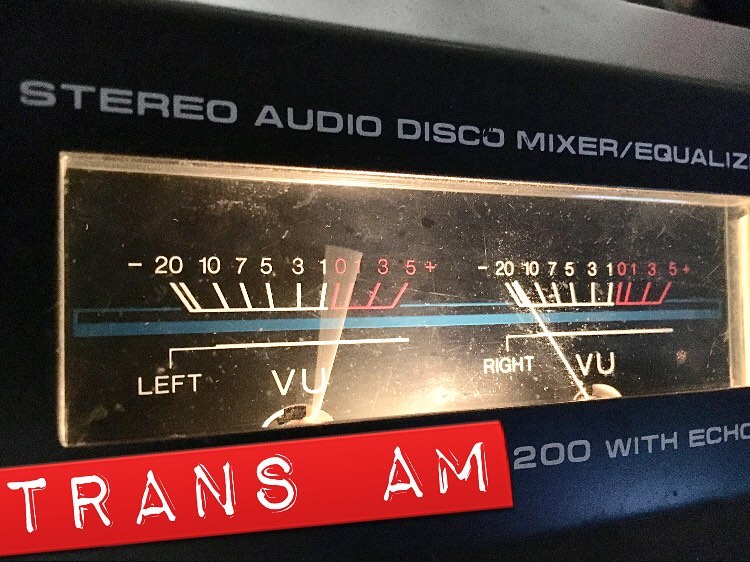 STEREO AUDIO DISCO MIXER/EQUALIZ
- 20 10 7 5 3 1 0 1 3 5 +
- 20 10 7 5 3 1 0 1 3 5 +
LEFT VU
RIGHT VU
TRANS AM
200 WITH ECHO